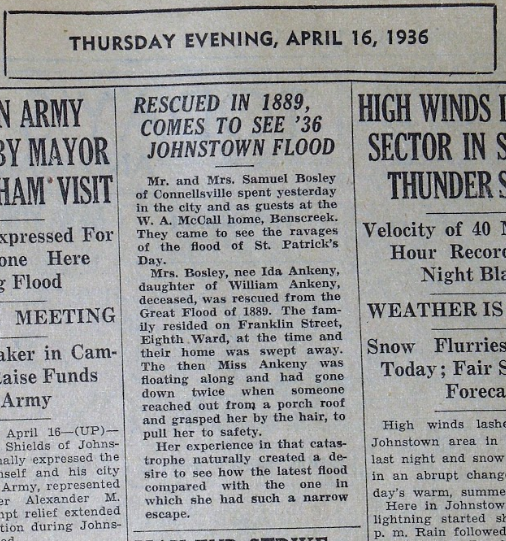 THURSDAY EVENING, APRIL 16, 1936
N ARMY
BY MAYOR
HAM VISIT
xpressed For
one Here
g Flood
MEETING
aker in Cam-
Raise Funds
Army
April 16—(UP)—
Shields of Johns-
nally expressed the
mself and his city
Army, represented
er Alexander M.
mpt relief extended
tion during Johns-
RESCUED IN 1889,
COMES TO SEE '36
JOHNSTOWN FLOOD
Mr. and Mrs. Samuel Bosley
of Connellsville spent yesterday
in the city and as guests at the
W. A. McCall home, Benscreek.
They came to see the ravages
of the flood of St. Patrick's
Day.
Mrs. Bosley, nee Ida Ankeny,
daughter of William Ankeny,
deceased, was rescued from the
Great Flood of 1889. The fam-
ily resided on Franklin Street,
Eighth Ward, at the time and
their home was swept away.
The then Miss Ankeny was
floating along and had gone
down twice when someone
reached out from a porch roof
and grasped her by the hair, to
pull her to safety.
Her experience in that catas-
trophe naturally created a de-
sire to see how the latest flood
compared with the one in
which she had such a narrow
escape.
HIGH WINDS
SECTOR IN S
THUNDER S
Velocity of 40
Hour Recor
Night Bla
WEATHER IS
Snow Flurries
Today; Fair S
Foreca
High winds lashe
Johnstown area in
last night and snow
in an abrupt chang
day's warm, summe
Here in Johnstown
lightning started sh
p. m. Rain followed